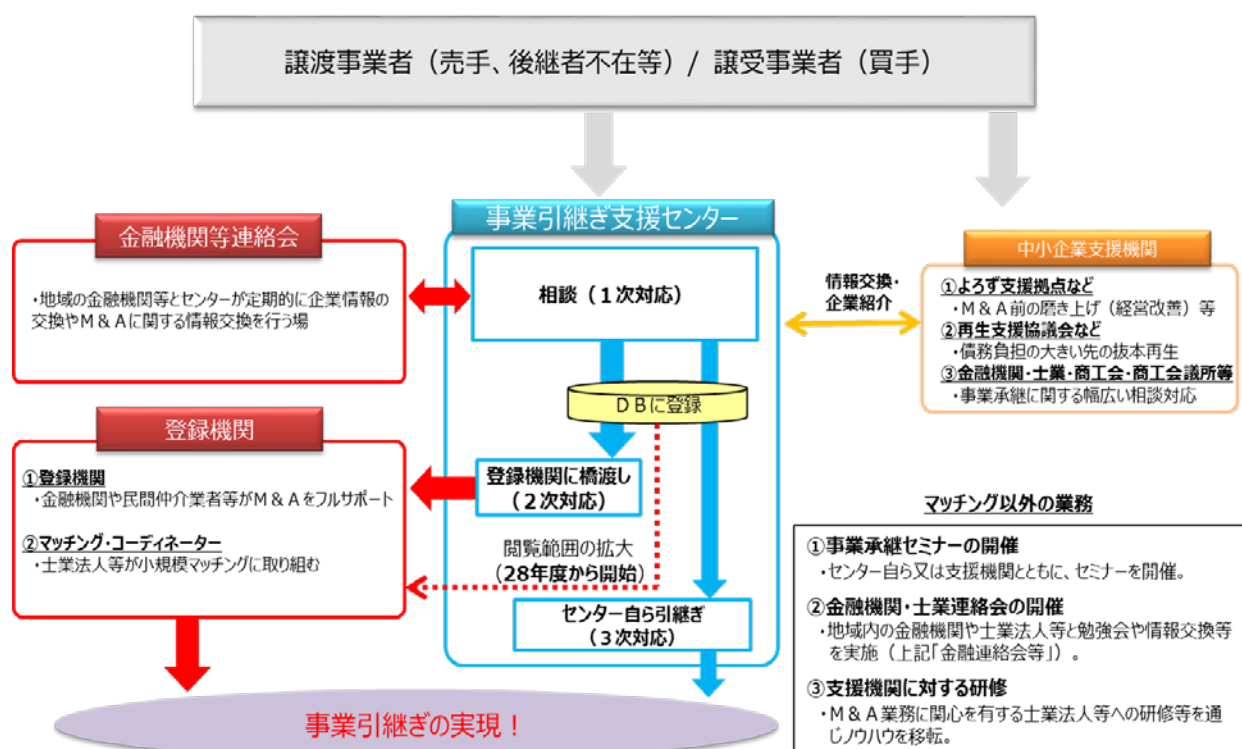 譲渡事業者（売手、後継者不在等）/ 譲受事業者（買手）
事業引継ぎ支援センター
金融機関等連絡会
・地域の金融機関等とセンターが定期的に企業情報の
交換やM＆Aに関する情報交換を行う場
相談（１次対応）
情報交換・
企業紹介
中小企業支援機関
①よろず支援拠点など
・M＆A前の磨き上げ（経営改善）等
②再生支援協議会など
・債務負担の大きい先の抜本再生
③金融機関・士業・商工会・商工会議所等
・事業承継に関する幅広い相談対応
DBに登録
登録機関
①登録機関
・金融機関や民間仲介業者等がM＆Aをフルサポート
②マッチング・コーディネーター
・士業法人等が小規模マッチングに取り組む
登録機関に橋渡し
（２次対応）
閲覧範囲の拡大
（28年度から開始）
センター自ら引継ぎ
（３次対応）
事業引継ぎの実現！
マッチング以外の業務
①事業承継セミナーの開催
・センター自ら又は支援機関とともに、セミナーを開催。
②金融機関・士業連絡会の開催
・地域内の金融機関や士業法人等と勉強会や情報交換等
を実施（上記「金融連絡会等」）。
③支援機関に対する研修
・M＆A業務に関心を有する士業法人等への研修等を通
じノウハウを移転。